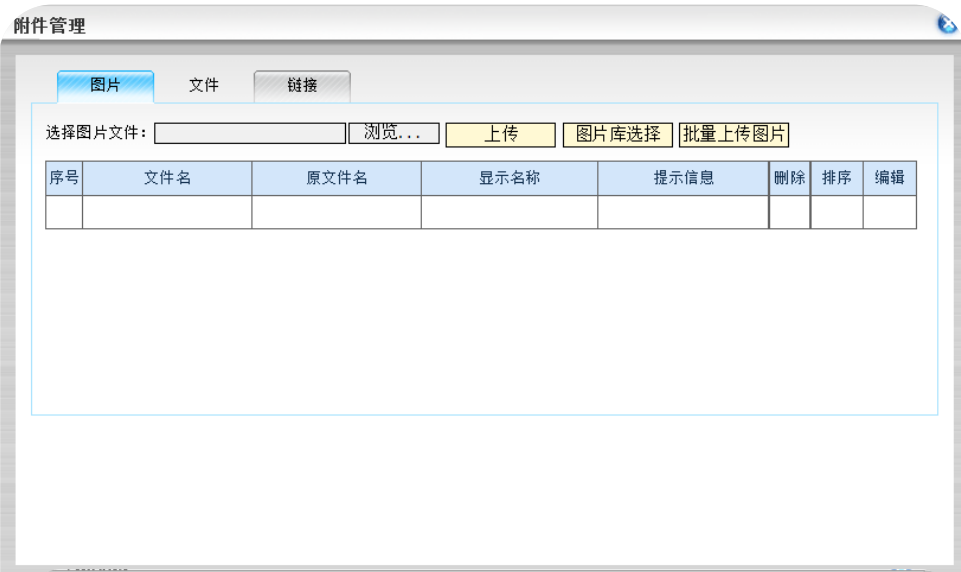 附件管理
图片 文件 链接
选择图片文件: 浏览... 上传 图片库选择 批量上传图片
序号 文件名 原文件名 显示名称 提示信息 删除 排序 编辑